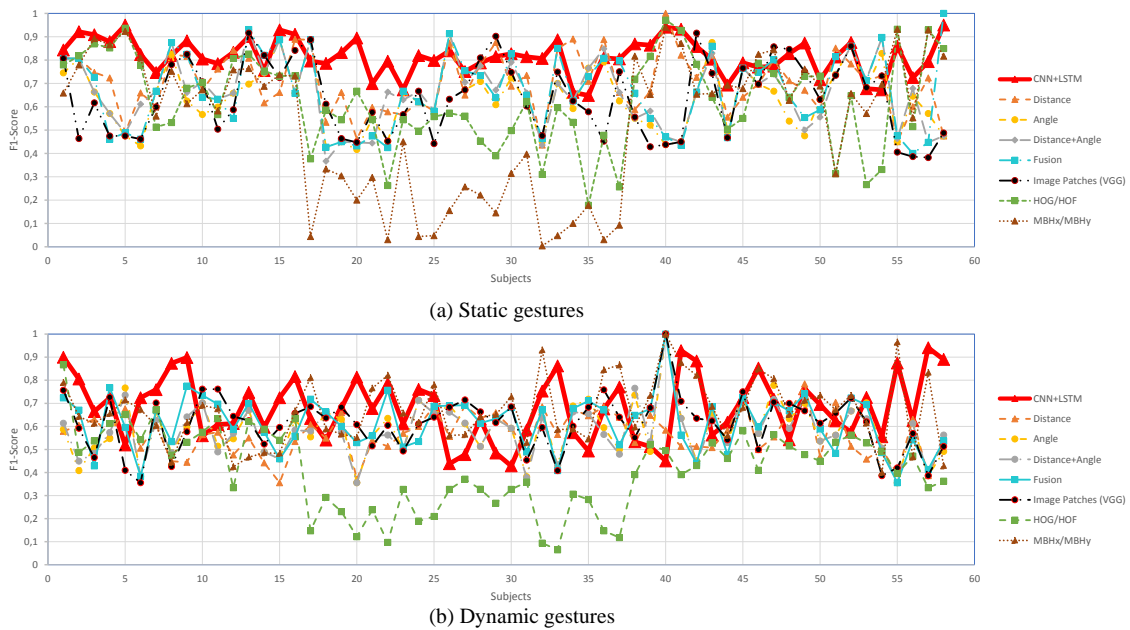 1
0,9
0,8
0,7
0,6
0,5
0,4
0,3
0,2
0,1
0
F1-Score
0 5 10 15 20 25 30 35 40 45 50 55 60
Subjects
CNN+LSTM
Distance
Angle
Distance+Angle
Fusion
Image Patches (VGG)
HOG/HOF
MBHx/MBHy
(a) Static gestures
1
0,9
0,8
0,7
0,6
0,5
0,4
0,3
0,2
0,1
0
F1-Score
0 5 10 15 20 25 30 35 40 45 50 55 60
Subjects
CNN+LSTM
Distance
Angle
Distance+Angle
Fusion
Image Patches (VGG)
HOG/HOF
MBHx/MBHy
(b) Dynamic gestures